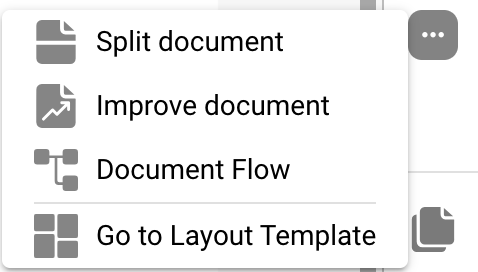 Split document
Improve document
Document Flow
Go to Layout Template